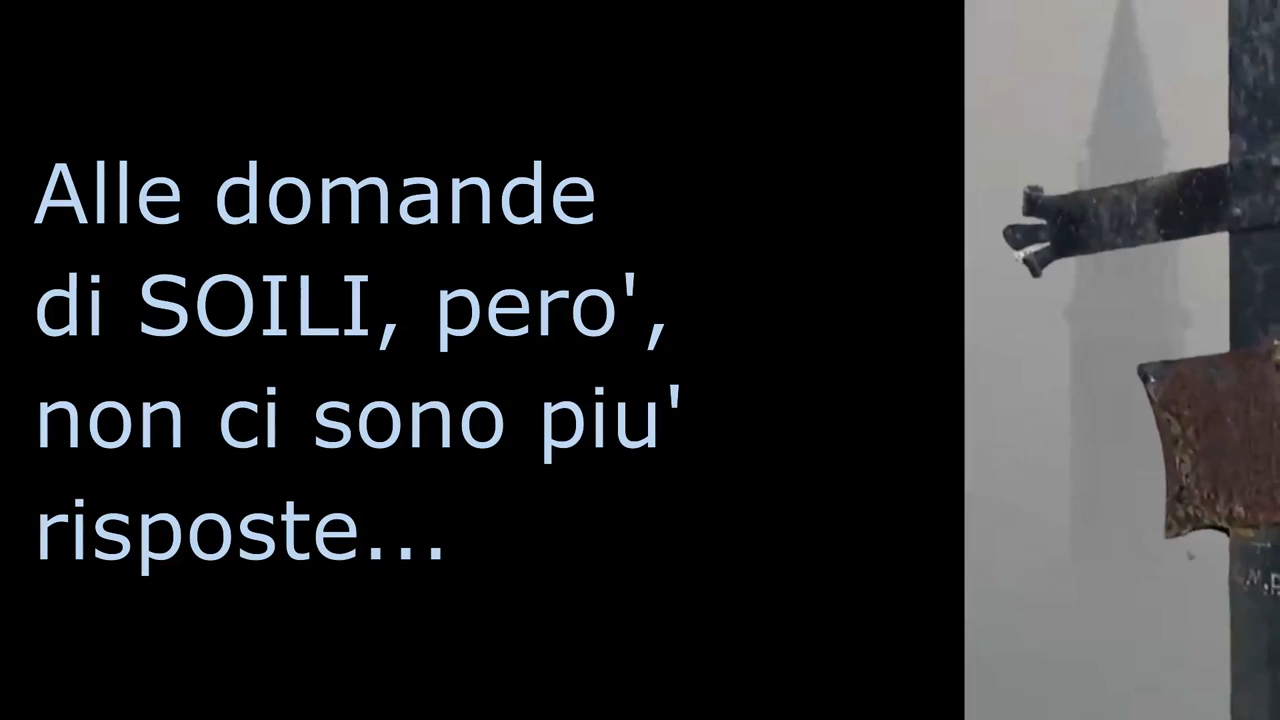 Alle domande
di SOILI, pero',
non ci sono piu'
risposte...